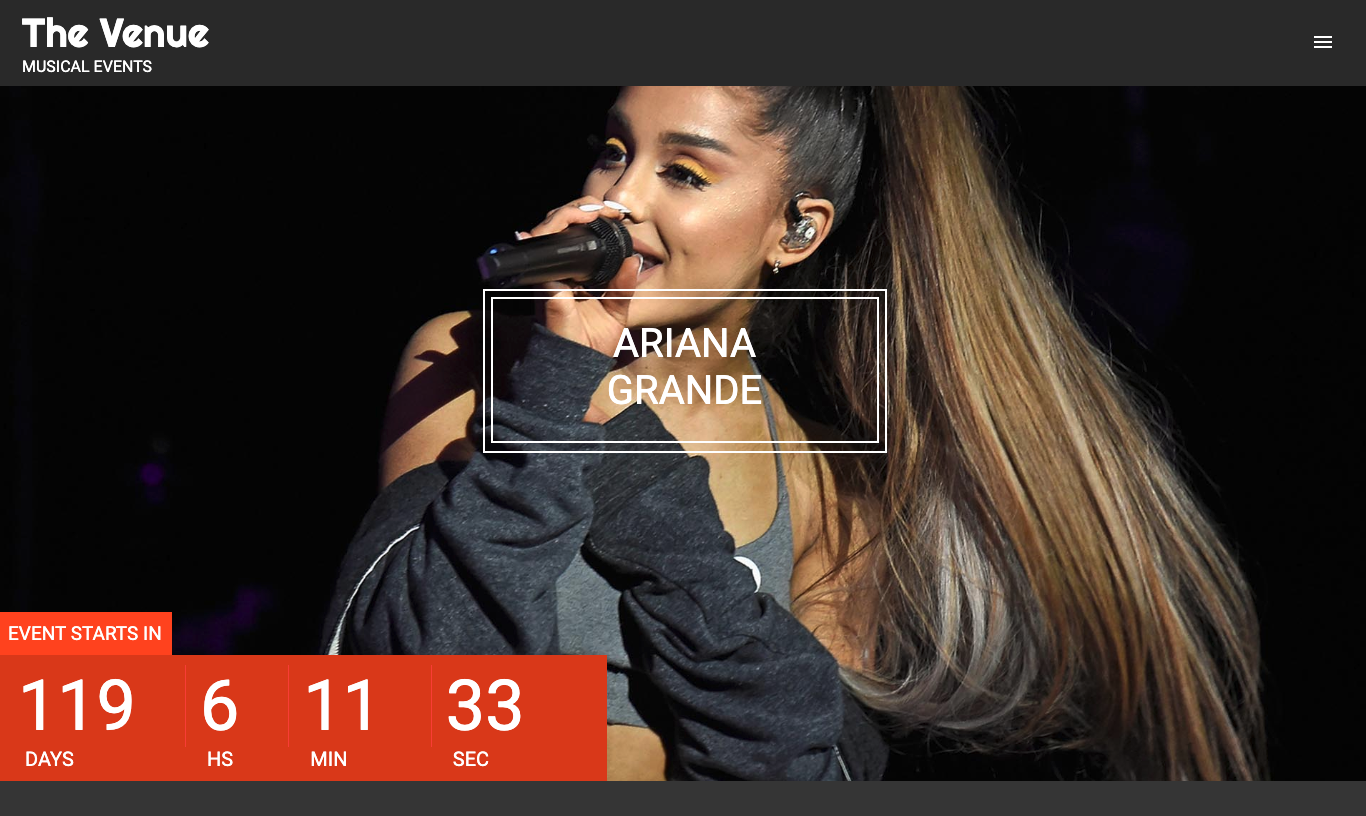 The Venue
MUSICAL EVENTS
ARIANA
GRANDE
EVENT STARTS IN
119 6 11 33
DAYS HS MIN SEC